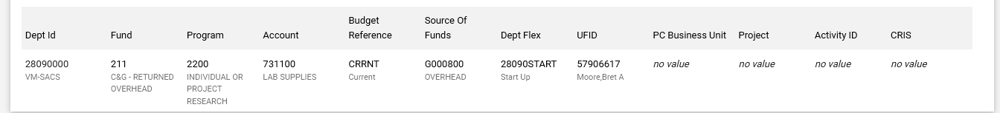 Budget Source Of
Dept Id Fund Program Account Reference Funds Dept Flex UFID PC Business Unit Project Activity ID CRIS
28090000 211 2200 731100 CRRNT G000800 28090START 57906617 no value no value no value no value
VM-SACS C&G - RETURNED INDIVIDUAL OR LAB SUPPLIES Current OVERHEAD Start Up Moore,Bret A
OVERHEAD PROJECT
RESEARCH